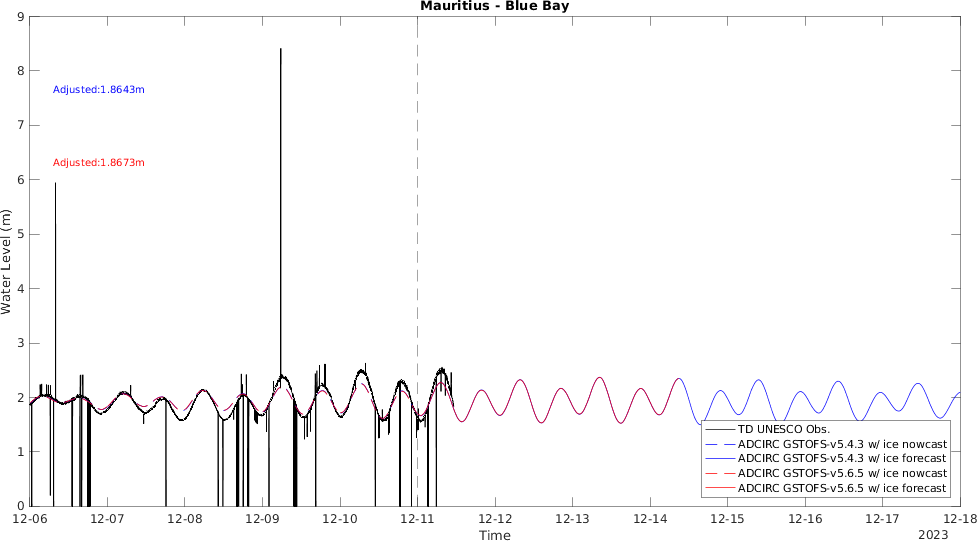 Mauritius - Blue Bay
9
8
7
6
5
4
3
2
1
0
Water Level (m)
Adjusted:1.8643m
Adjusted:1.8673m
TD UNESCO Obs.
ADCIRC GSTOFS-v5.4.3 w/ ice nowcast
ADCIRC GSTOFS-v5.4.3 w/ ice forecast
ADCIRC GSTOFS-v5.6.5 w/ ice nowcast
ADCIRC GSTOFS-v5.6.5 w/ ice forecast
12-06 12-07 12-08 12-09 12-10 12-11 12-12 12-13 12-14 12-15 12-16 12-17 12-18
Time
2023